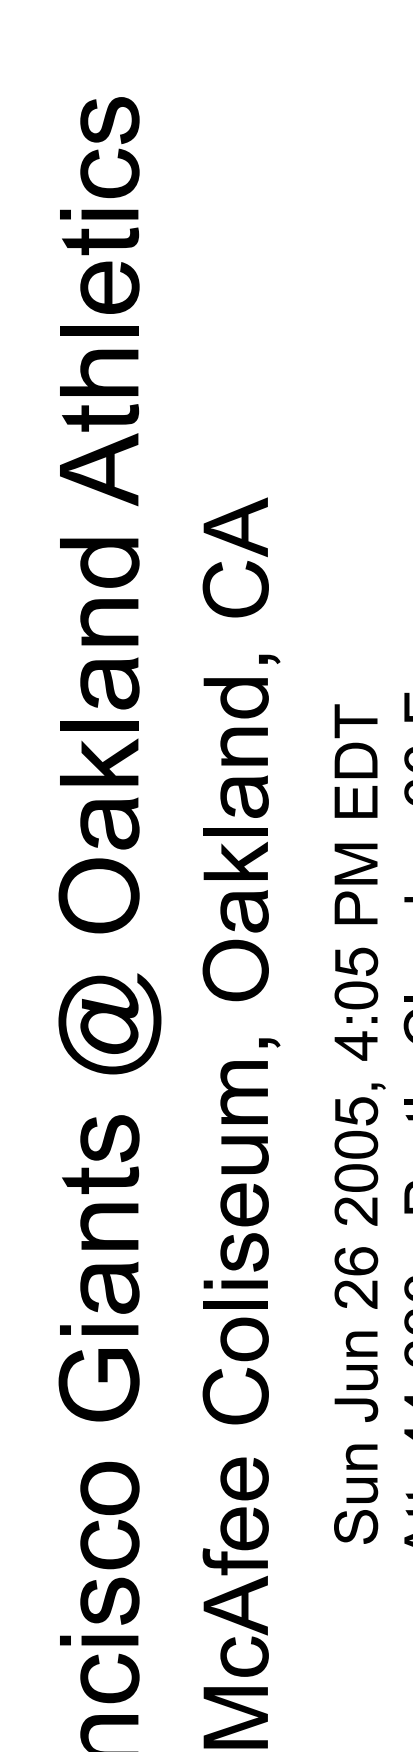 ncisco Giants @ Oakland Athletics
McAfee Coliseum, Oakland, CA
Sun Jun 26 2005, 4:05 PM EDT